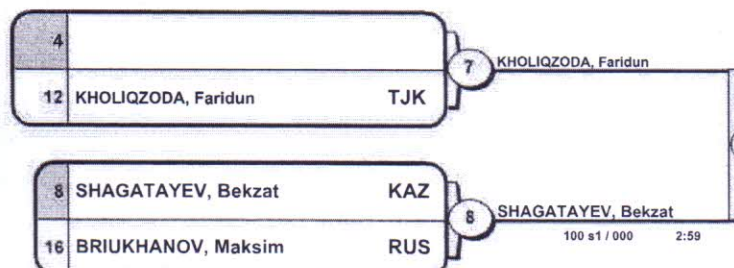 4
12 KHOLIQZODA, Faridun TJK
7 KHOLIQZODA, Faridun
8 SHAGATAYEV, Bekzat KAZ
16 BRIUKHANOV, Maksim RUS
8 SHAGATAYEV, Bekzat
100 s1 / 000 2:59